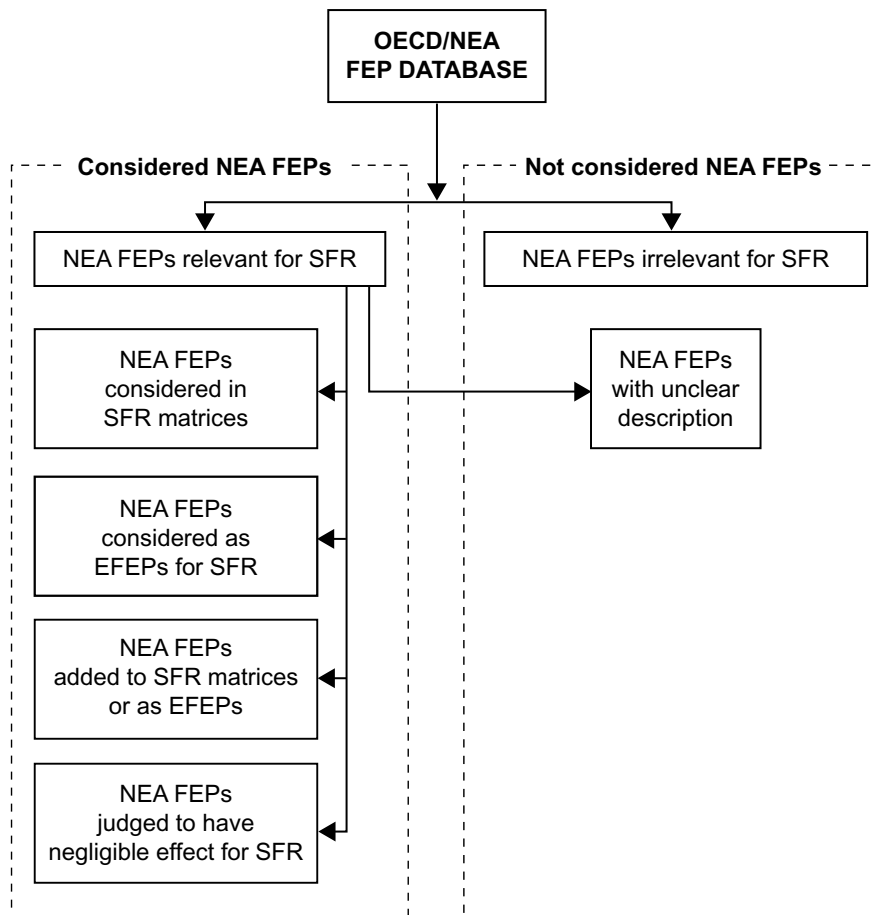 OECD/NEA
FEP DATABASE
Considered NEA FEPs
Not considered NEA FEPs
NEA FEPs relevant for SFR
NEA FEPs irrelevant for SFR
NEA FEPs
considered in
SFR matrices
NEA FEPs
with unclear
description
NEA FEPs
considered as
EFEPs for SFR
NEA FEPs
added to SFR matrices
or as EFEPs
NEA FEPs
judged to have
negligible effect for SFR